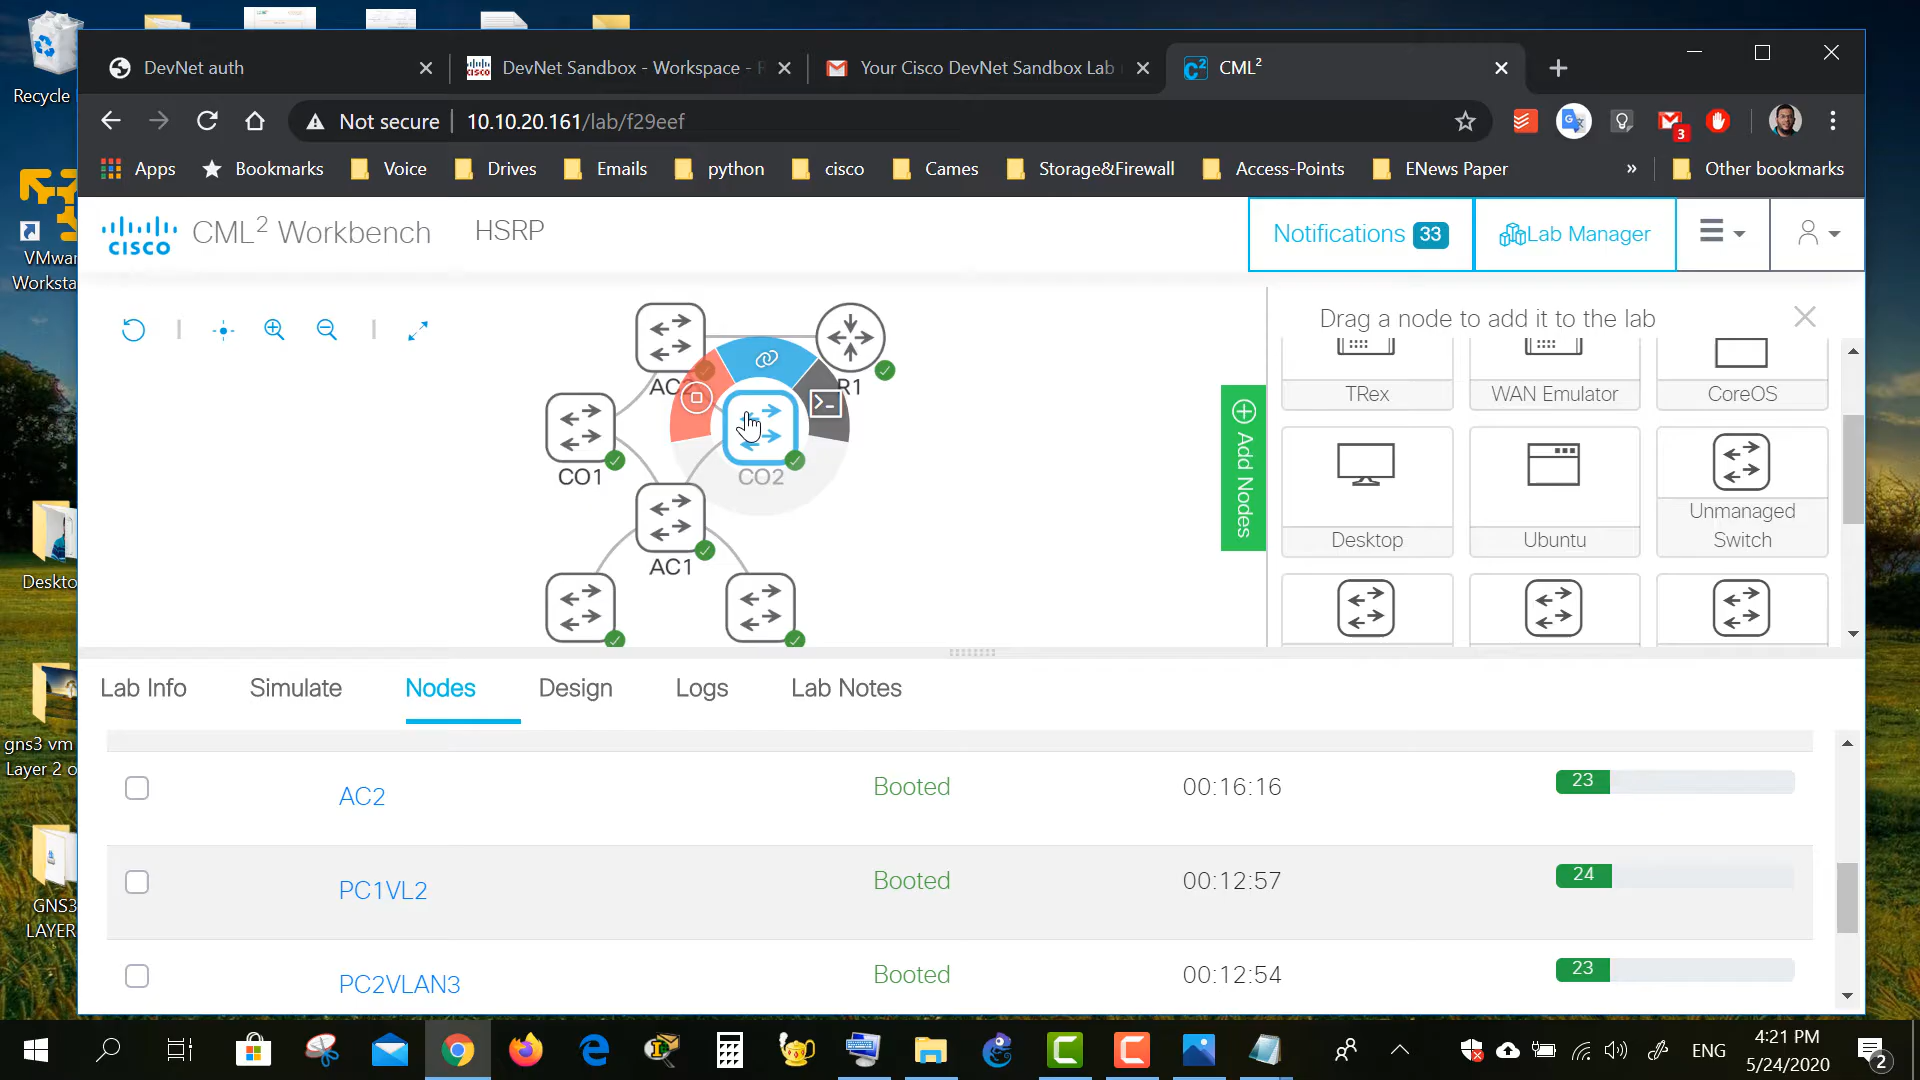 DevNet auth
DevNet Sandbox - Workspace -
Your Cisco DevNet Sandbox Lab
CML²
Recycle
Not secure
10.10.20.161/lab/f29eef
3
Apps
Bookmarks
Voice
Drives
Emails
python
cisco
Cames
Storage&Firewall
Access-Points
ENews Paper
»
Other bookmarks
CISCO
CML² Workbench
HSRP
Notifications 33
Lab Manager
VMwar
Worksta
Drag a node to add it to the lab
TRex
WAN Emulator
CoreOS
AC2
R1
CO1
CO2
AC1
Add Nodes
Desktop
Ubuntu
Unmanaged
Switch
Deskto
Lab Info
Simulate
Nodes
Design
Logs
Lab Notes
gns3 vm
Layer 2 o
AC2
Booted
00:16:16
23
PC1VL2
Booted
00:12:57
24
PC2VLAN3
Booted
00:12:54
23
GNS3
LAYER
ENG
4:21 PM
5/24/2020
2